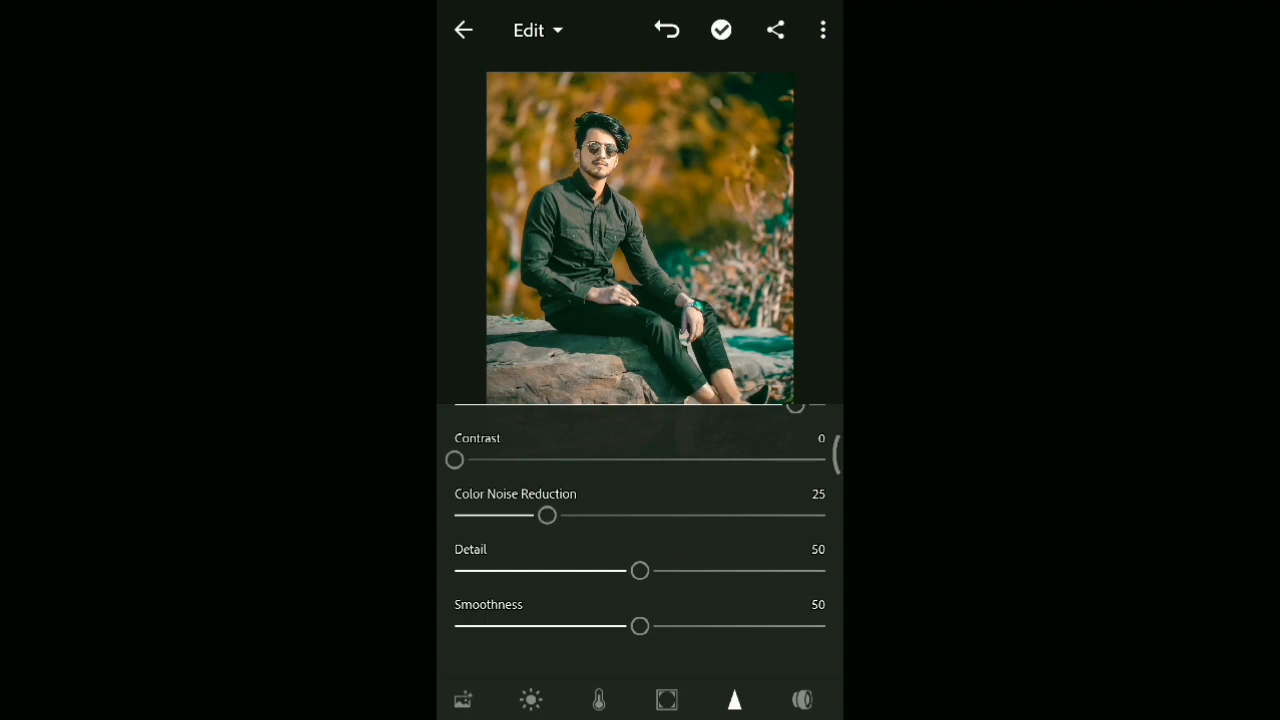 Edit
Contrast 0
Color Noise Reduction 25
Detail 50
Smoothness 50